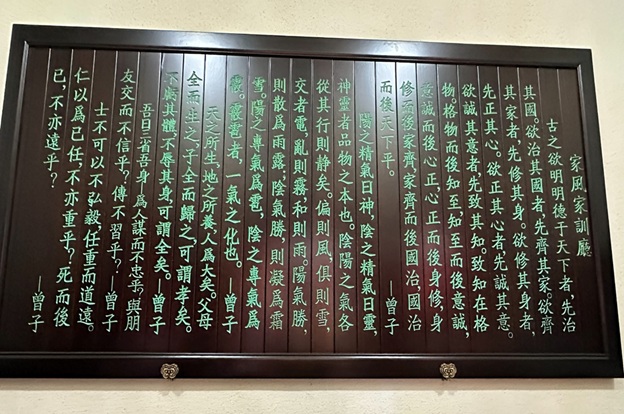 家風家訓廳
古之欲明明德于天下者,先治
其國。欲治其國者,先齊其家。欲齊
其家者,先修其身。欲修其身者,
先正其心。欲正其心者,先誠其意。
欲誠其意者,先致其知。致知在格
物。格物而後知至,知至而後意誠,
意誠而後心正,心正而後身修,身
修而後家齊,家齊而後國治,國治
而後天下平。 —曾子
陽之精氣曰神,陰之精氣曰靈,
神靈者,品物之本也。陰陽之氣各
從其行則静矣。偏則風,俱則雪,
交者電,亂則霧,和則雨。陽氣勝,
則散爲雨露,陰氣勝,則凝爲霜
雪。陽之專氣爲雹,陰之專氣爲
霰,霰雹者,一氣之化也。 —曾子
天之所生,地之所養,人爲大矣。父母
全而生之,子全而歸之,可謂孝矣。
不虧其體,不辱其身,可謂全矣。—曾子
吾日三省吾身—爲人謀而不忠乎,與朋
友交而不信乎?傳不習乎? —曾子
士不可以不弘毅,任重而道遠。
仁以爲已任,不亦重乎?死而後
已,不亦遠乎? —曾子